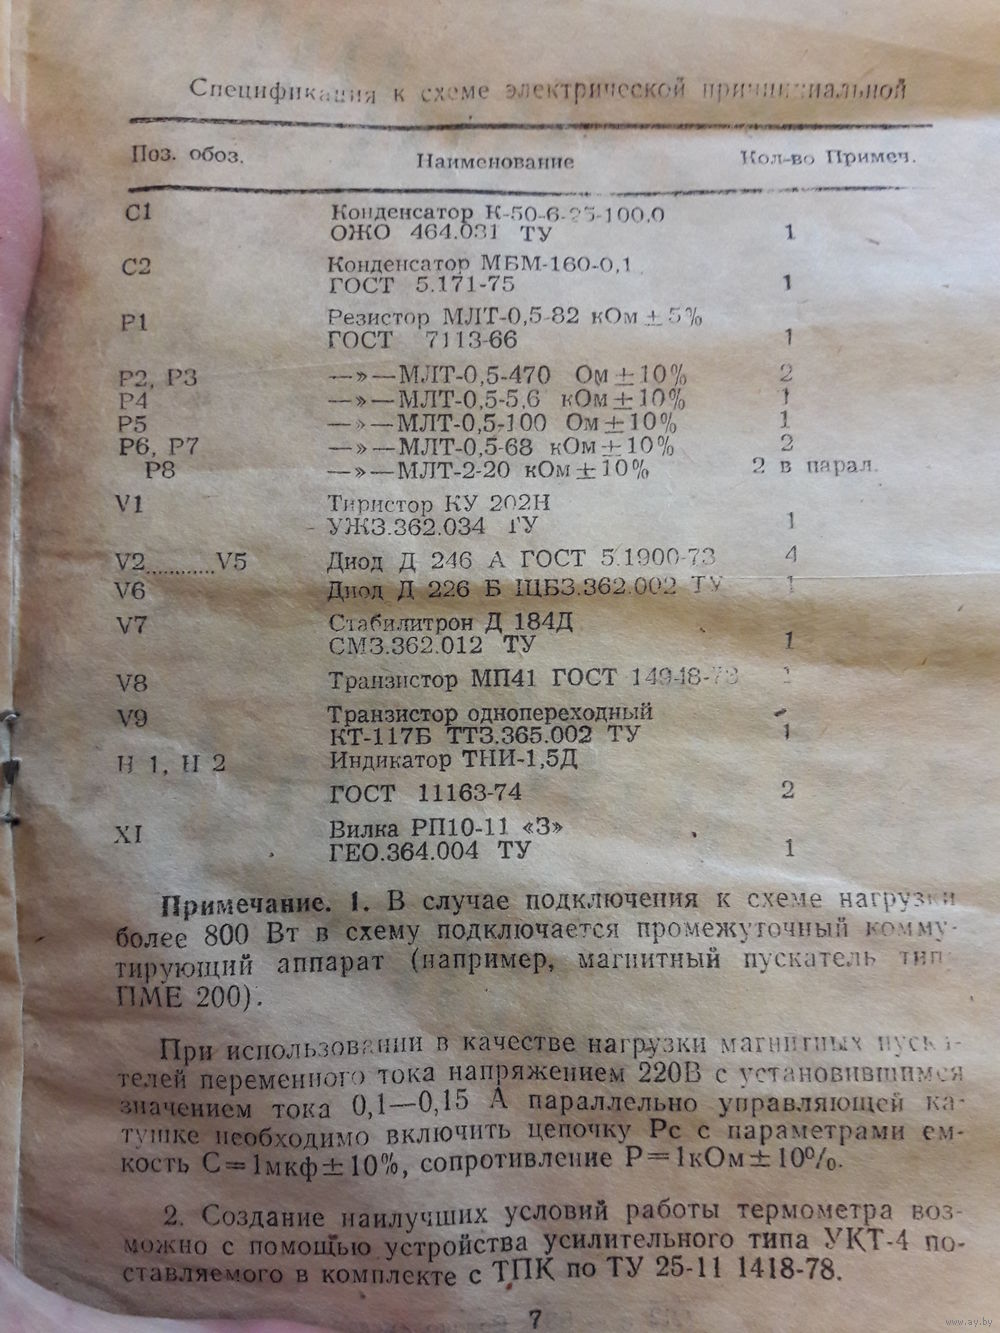 Спецификация к схеме электрической принципиальной
Поз. обоз. Наименование Кол-во Примеч.
С1 Конденсатор К-50-6-25-100,0
ОЖО 464.031 ТУ 1
С2 Конденсатор МБМ-160-0,1
ГОСТ 5.171-75 1
Р1 Резистор МЛТ-0,5-82 кОм ± 5%
ГОСТ 7113-66 1
Р2, Р3 —»—МЛТ-0,5-470 Ом±10% 2
Р4 —»—МЛТ-0,5-5,6 кОм±10% 1
Р5 —»—МЛТ-0,5-100 Ом±10% 1
Р6, Р7 —»—МЛТ-0,5-68 кОм±10% 2
Р8 —»—МЛТ-2-20 кОм±10% 2 в парал.
V1 Тиристор КУ 202Н
УЖ3.362.034 ТУ 1
V2...........V5 Диод Д 246 А ГОСТ 5.1900-73 4
V6 Диод Д 226 Б ЩБ3.362.002 ТУ 1
V7 Стабилитрон Д 184Д
СМ3.362.012 ТУ 1
V8 Транзистор МП41 ГОСТ 14948-73 1
V9 Транзистор однопереходный
КТ-117Б ТТ3.365.002 ТУ 1
Н 1, Н 2 Индикатор ТНИ-1,5Д
ГОСТ 11163-74 2
XI Вилка РП10-11 «З»
ГЕО.364.004 ТУ 1
Примечание. 1. В случае подключения к схеме нагрузки
более 800 Вт в схему подключается промежуточный комму-
тирующий аппарат (например, магнитный пускатель тип
ПМЕ 200).
При использовании в качестве нагрузки магнитных пуска-
телей переменного тока напряжением 220В с установившимся
значением тока 0,1—0,15 А параллельно управляющей ка-
тушке необходимо включить цепочку Рс с параметрами ем-
кость С=1мкф±10%, сопротивление Р=1кОм±10%.
2. Создание наилучших условий работы термометра воз-
можно с помощью устройства усилительного типа УКТ-4 по-
ставляемого в комплекте с ТПК по ТУ 25-11 1418-78.
7
www.ay.by